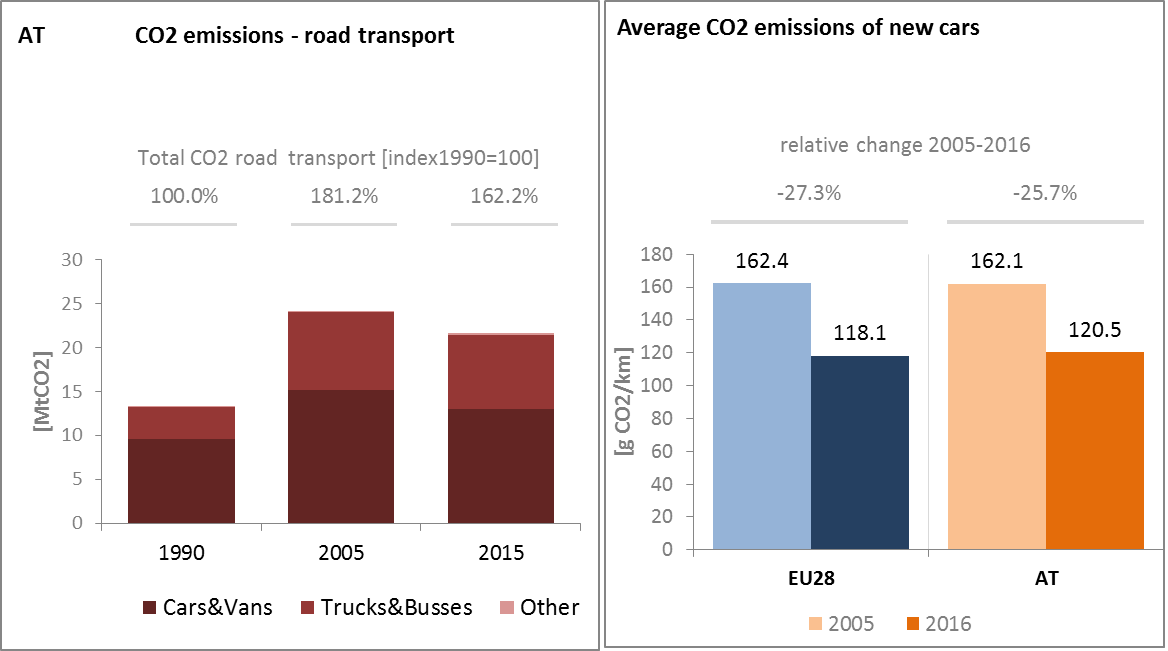 AT CO2 emissions - road transport
Total CO2 road transport [index1990=100]
100.0% 181.2% 162.2%
30
25
20
15
10
5
0
[MtCO2]
1990 2005 2015
Cars&Vans Trucks&Busses Other
Average CO2 emissions of new cars
relative change 2005-2016
-27.3% -25.7%
180
160
140
120
100
80
60
40
20
0
[g CO2/km]
162.4 118.1 162.1 120.5
EU28 AT
2005 2016